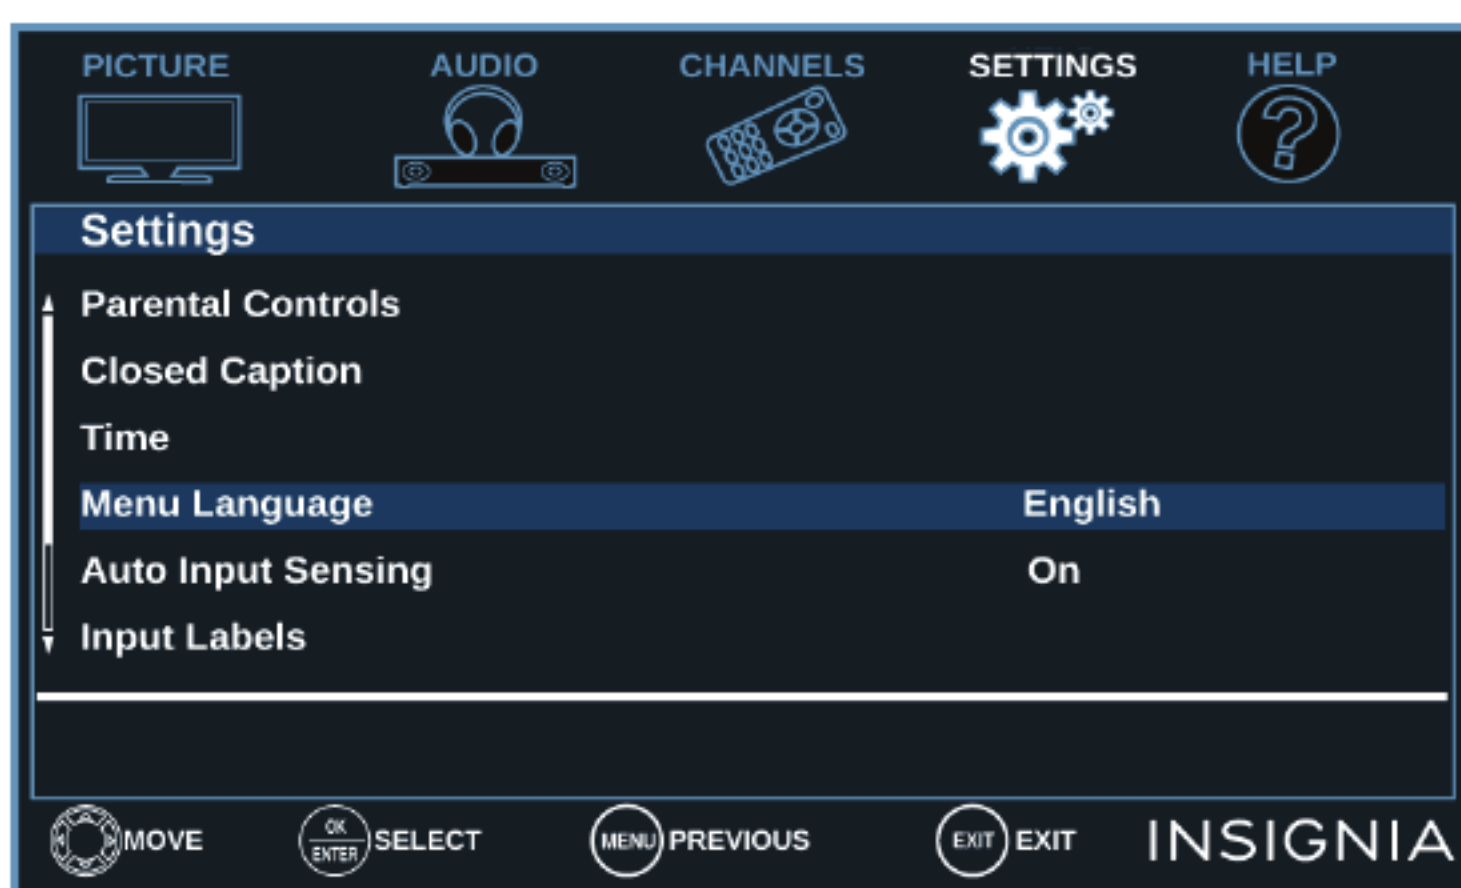 PICTURE AUDIO CHANNELS SETTINGS HELP
Settings
Parental Controls
Closed Caption
Time
Menu Language English
Auto Input Sensing On
Input Labels
MOVE OK ENTER SELECT MENU PREVIOUS EXIT EXIT INSIGNIA